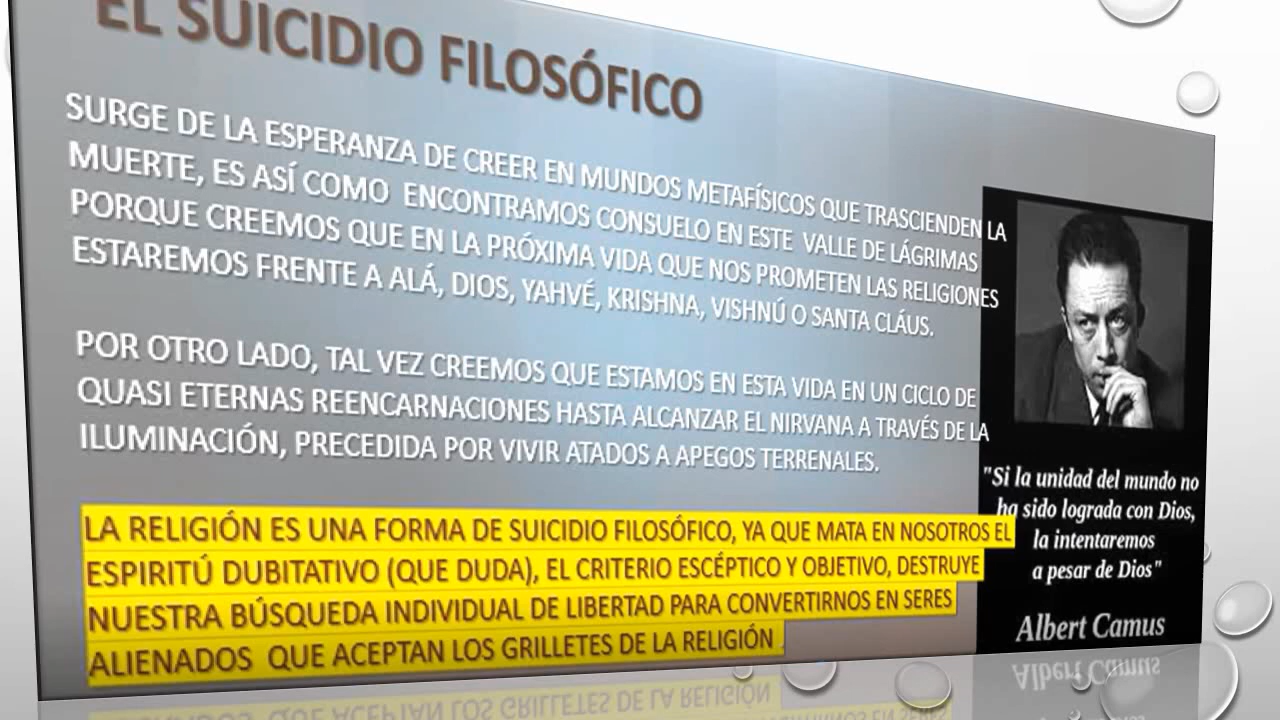 EL SUICIDIO FILOSÓFICO
SURGE DE LA ESPERANZA DE CREER EN MUNDOS METAFÍSICOS QUE TRASCIENDEN LA
MUERTE, ES ASÍ COMO ENCONTRAMOS CONSUELO EN ESTE VALLE DE LÁGRIMAS
PORQUE CREEMOS QUE EN LA PRÓXIMA VIDA QUE NOS PROMETEN LAS RELIGIONES
ESTAREMOS FRENTE A ALÁ, DIOS, YAHVÉ, KRISHNA, VISHNÚ O SANTA CLÁUS.
POR OTRO LADO, TAL VEZ CREEMOS QUE ESTAMOS EN ESTA VIDA EN UN CICLO DE
QUASI ETERNAS REENCARNACIONES HASTA ALCANZAR EL NIRVANA A TRAVÉS DE LA
ILUMINACIÓN, PRECEDIDA POR VIVIR ATADOS A APEGOS TERRENALES.
LA RELIGIÓN ES UNA FORMA DE SUICIDIO FILOSÓFICO, YA QUE MATA EN NOSOTROS EL
ESPIRITÚ DUBITATIVO (QUE DUDA), EL CRITERIO ESCÉPTICO Y OBJETIVO, DESTRUYE
NUESTRA BÚSQUEDA INDIVIDUAL DE LIBERTAD PARA CONVERTIRNOS EN SERES
ALIENADOS QUE ACEPTAN LOS GRILLETES DE LA RELIGIÓN .
"Si la unidad del mundo no
ha sido lograda con Dios,
la intentaremos
a pesar de Dios"
Albert Camus